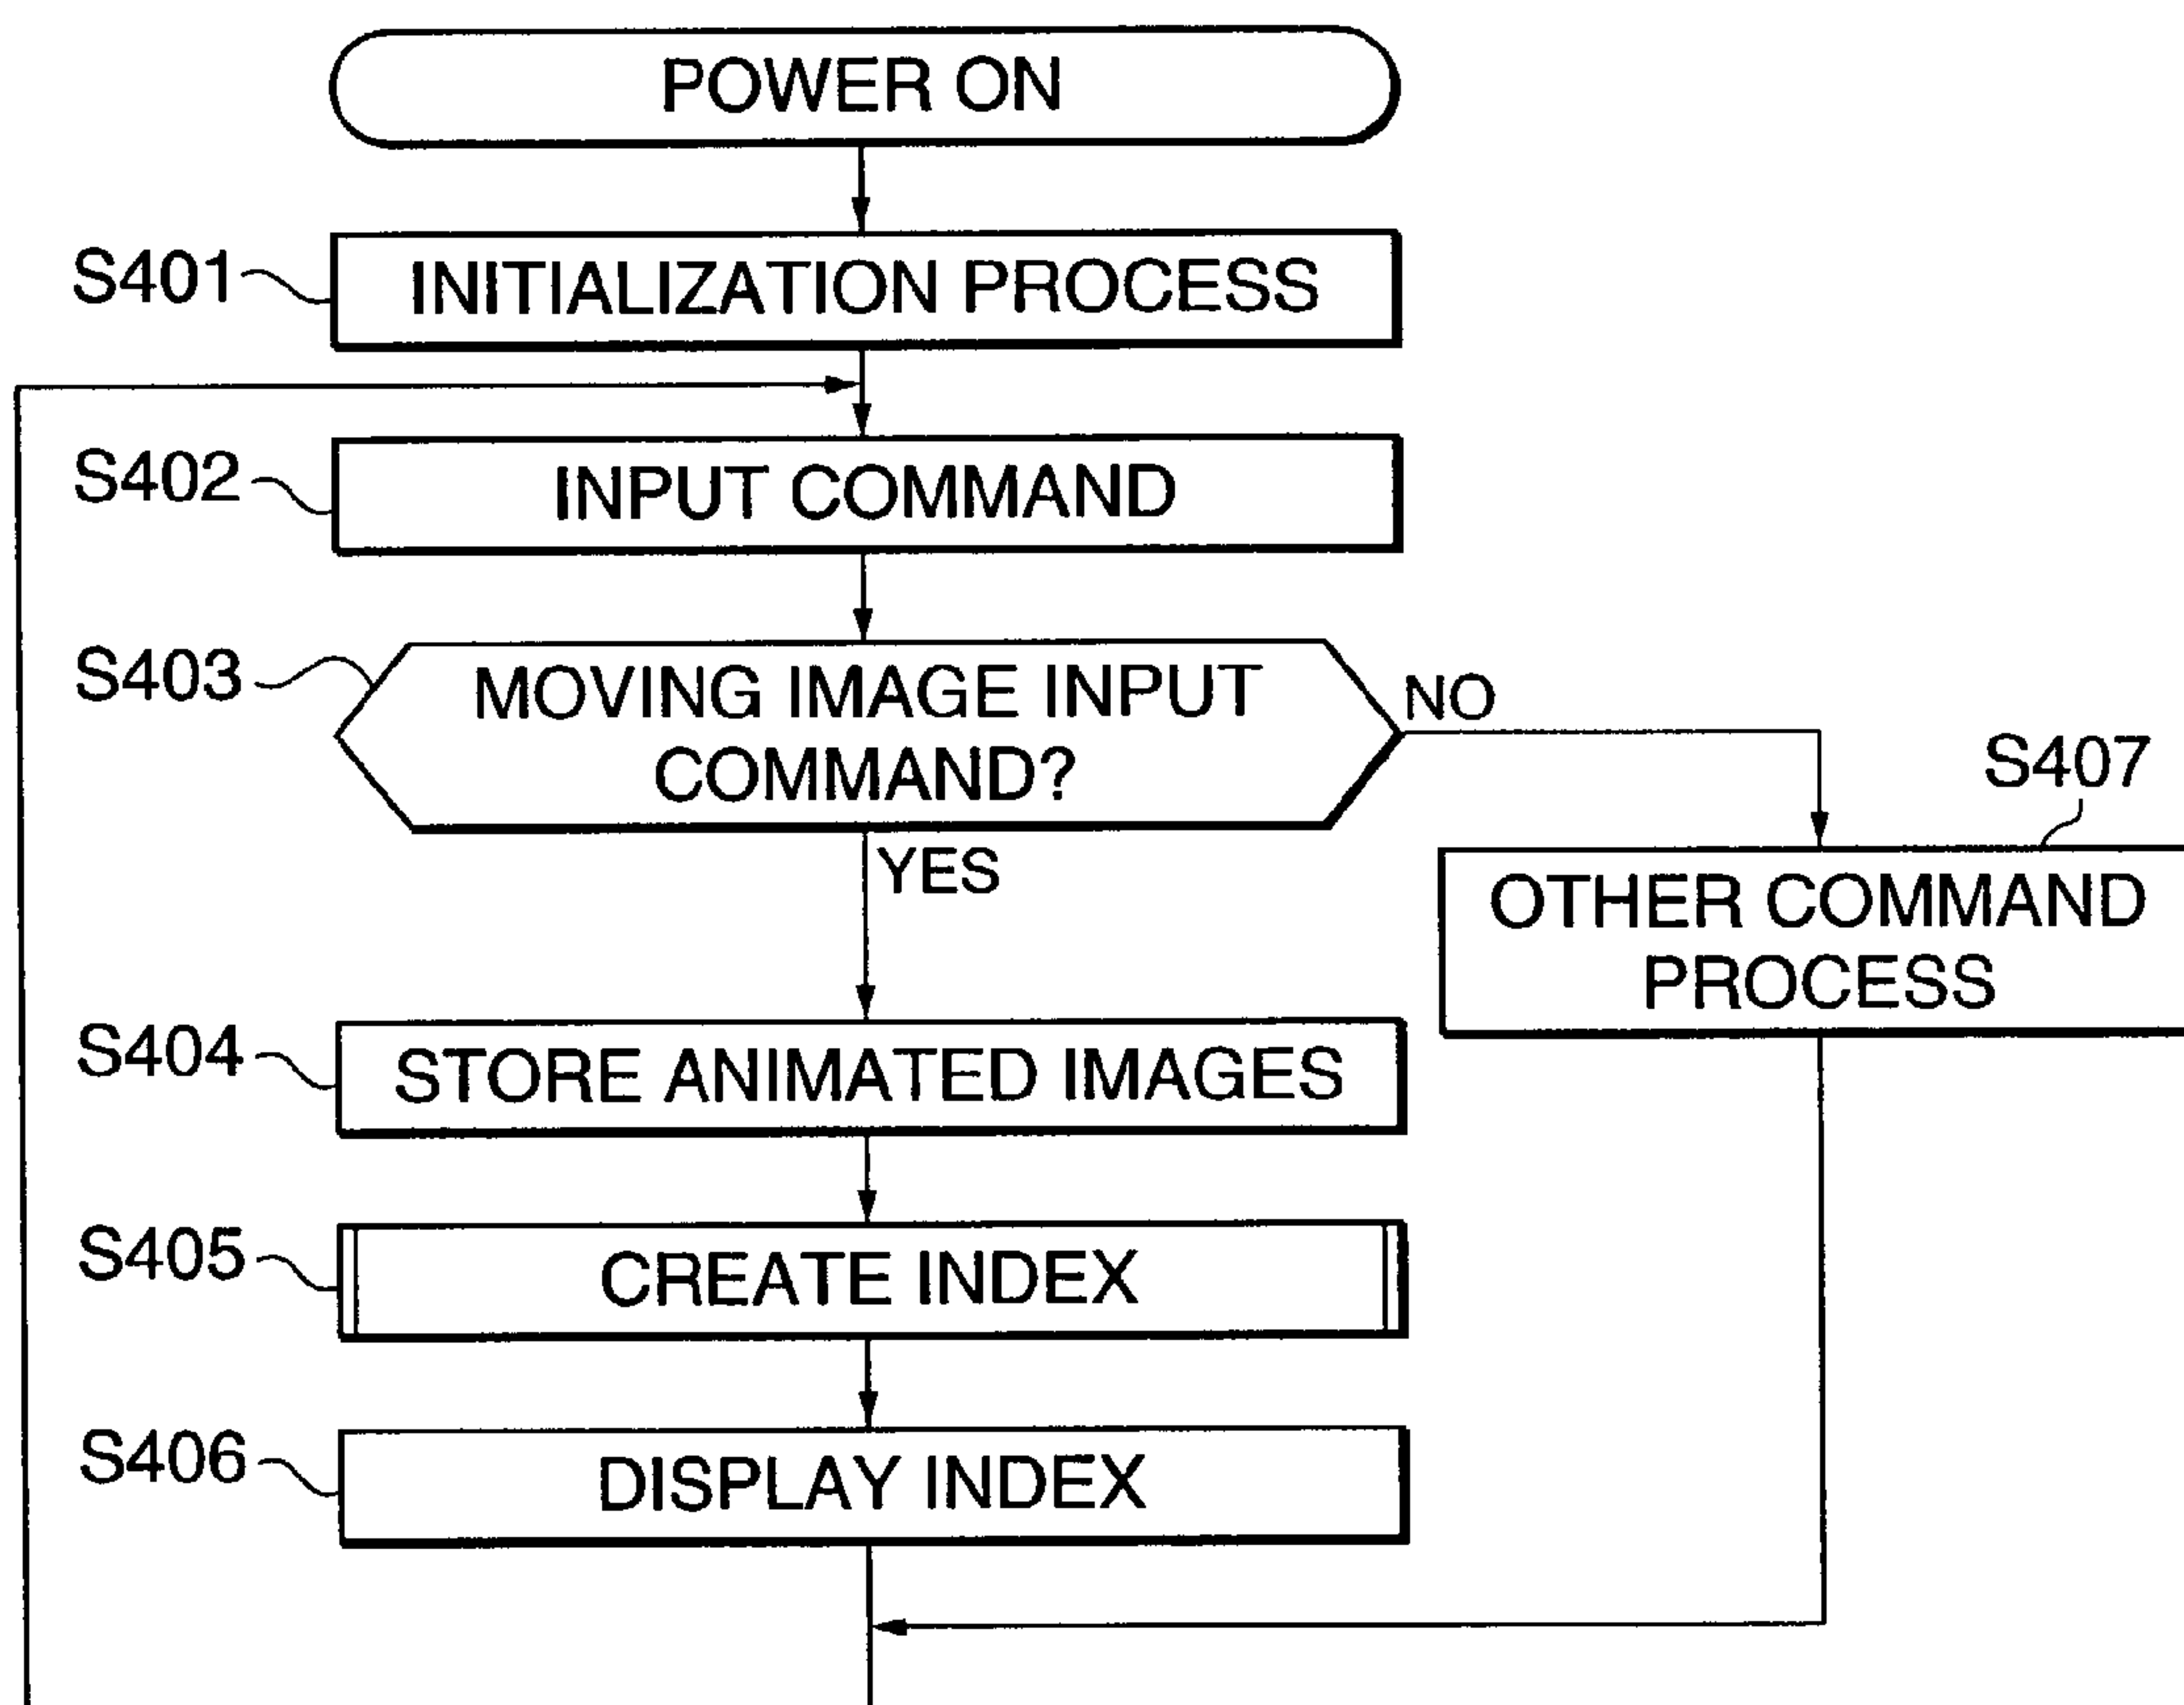 POWER ON
S401
INITIALIZATION PROCESS
S402
INPUT COMMAND
S403
MOVING IMAGE INPUT
COMMAND?
NO
YES
S407
OTHER COMMAND
PROCESS
S404
STORE ANIMATED IMAGES
S405
CREATE INDEX
S406
DISPLAY INDEX